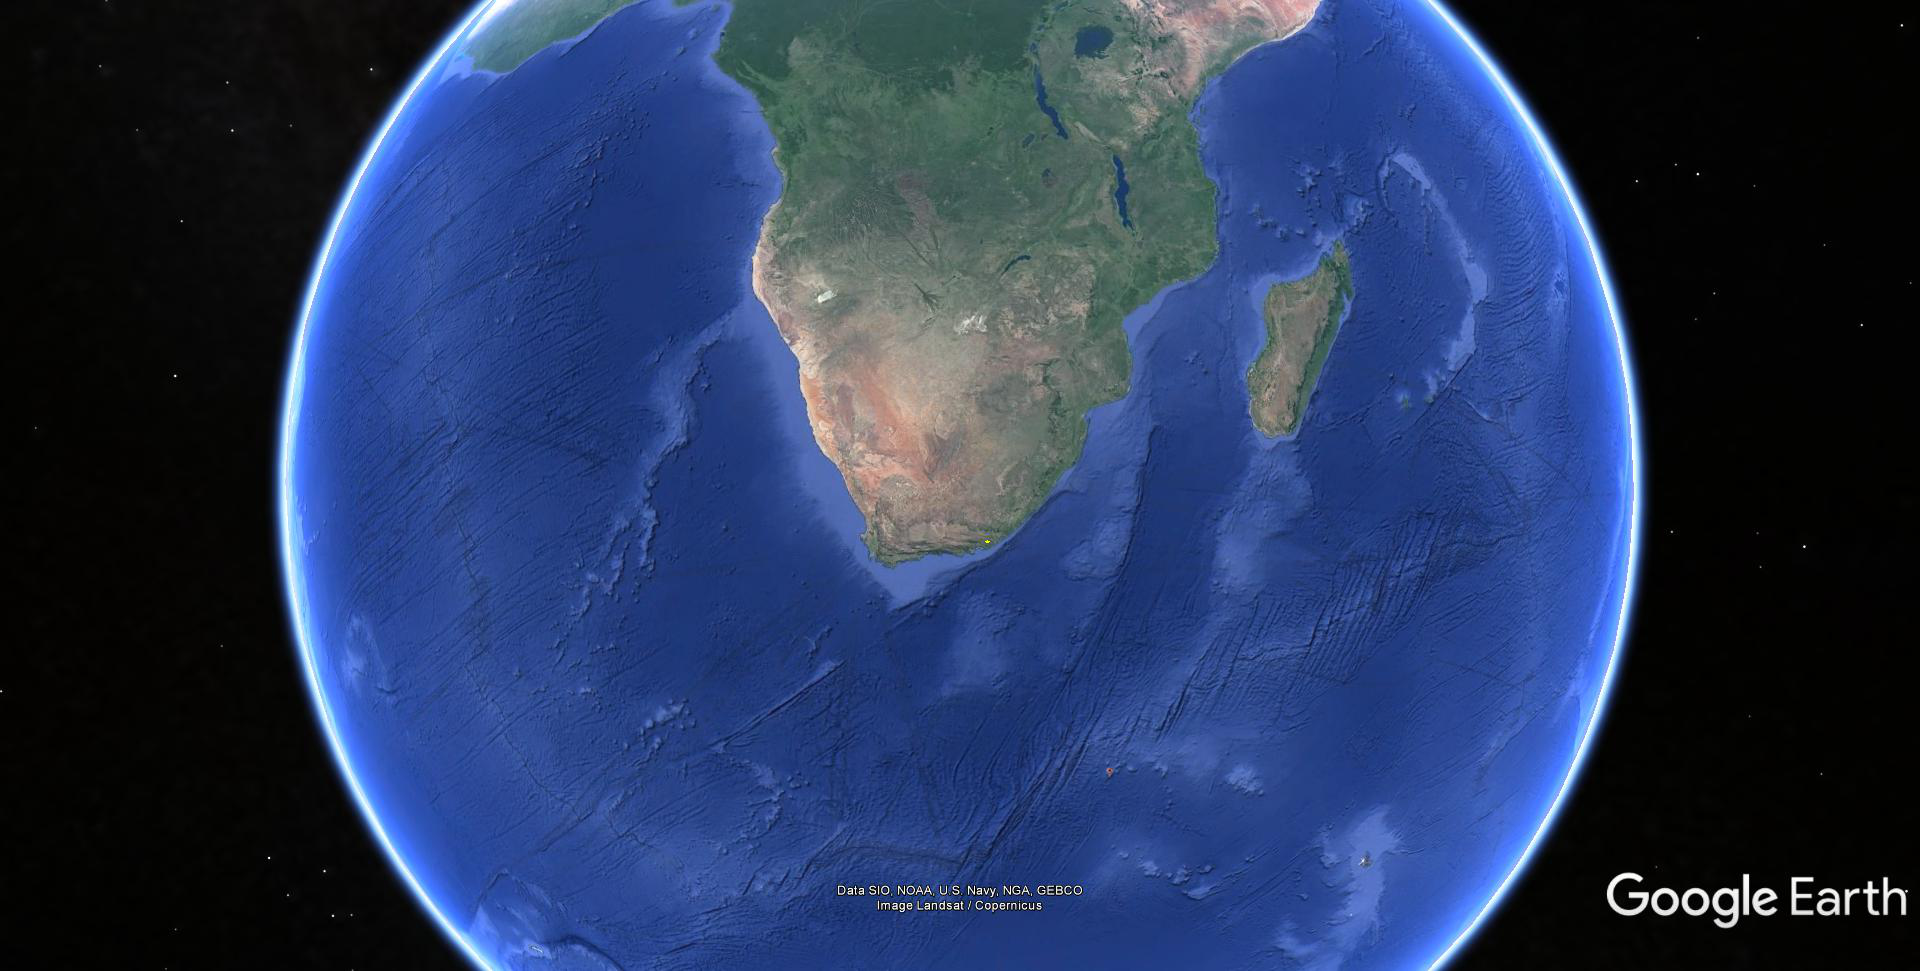 Data SIO, NOAA, U.S. Navy, NGA, GEBCO
Image Landsat / Copernicus
Google Earth